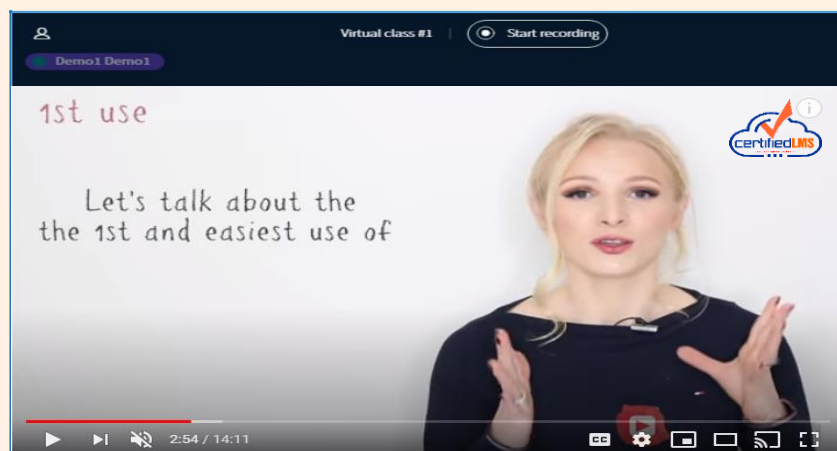 Virtual class #1
Start recording
Demo1 Demo1
1st use
certifiedLMS
Let's talk about the
the 1st and easiest use of
2:54 / 14:11
CC